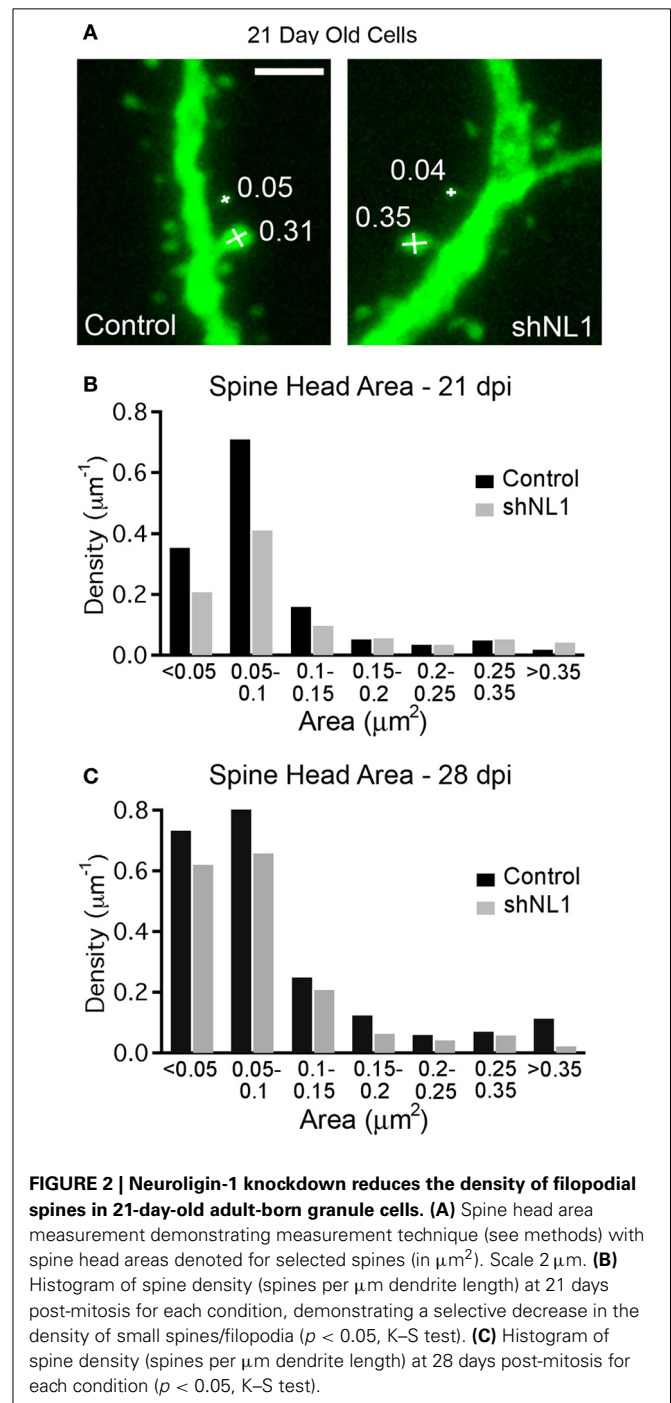 A
21 Day Old Cells
0.05
0.31
Control
0.04
0.35
shNL1
B
Spine Head Area - 21 dpi
Density (μm⁻¹)
0.8
0.6
0.4
0.2
0.0
Control
shNL1
<0.05 0.05- 0.1- 0.15- 0.2- 0.25 >0.35
0.1 0.15 0.2 0.25 0.35
Area (μm²)
C
Spine Head Area - 28 dpi
Density (μm⁻¹)
0.8
0.6
0.4
0.2
0.0
Control
shNL1
<0.05 0.05- 0.1- 0.15- 0.2- 0.25 >0.35
0.1 0.15 0.2 0.25 0.35
Area (μm²)
FIGURE 2 | Neuroligin-1 knockdown reduces the density of filopodial
spines in 21-day-old adult-born granule cells. (A) Spine head area
measurement demonstrating measurement technique (see methods) with
spine head areas denoted for selected spines (in μm²). Scale 2 μm. (B)
Histogram of spine density (spines per μm dendrite length) at 21 days
post-mitosis for each condition, demonstrating a selective decrease in the
density of small spines/filopodia (p < 0.05, K–S test). (C) Histogram of
spine density (spines per μm dendrite length) at 28 days post-mitosis for
each condition (p < 0.05, K–S test).